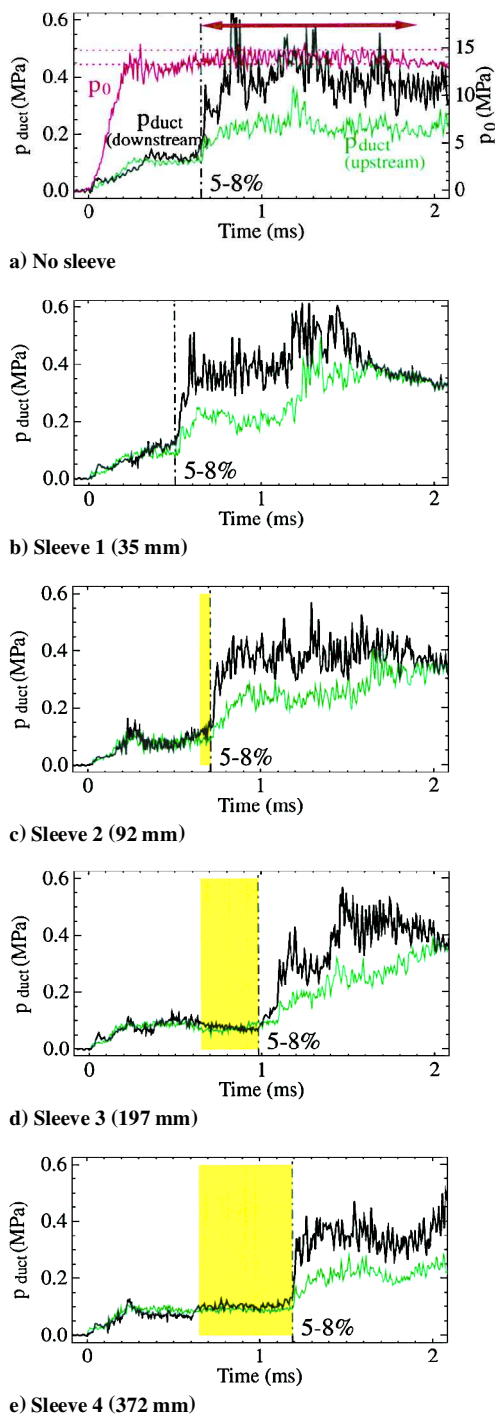 0.6
0.4
0.2
0.0
p duct (MPa)
15
10
5
0
p0 (MPa)
p0
pduct
(downstream)
pduct
(upstream)
5-8%
0 1 2
Time (ms)
a) No sleeve
0.6
0.4
0.2
0.0
p duct (MPa)
5-8%
0 1 2
Time (ms)
b) Sleeve 1 (35 mm)
0.6
0.4
0.2
0.0
p duct (MPa)
5-8%
0 1 2
Time (ms)
c) Sleeve 2 (92 mm)
0.6
0.4
0.2
0.0
p duct (MPa)
5-8%
0 1 2
Time (ms)
d) Sleeve 3 (197 mm)
0.6
0.4
0.2
0.0
p duct (MPa)
5-8%
0 1 2
Time (ms)
e) Sleeve 4 (372 mm)